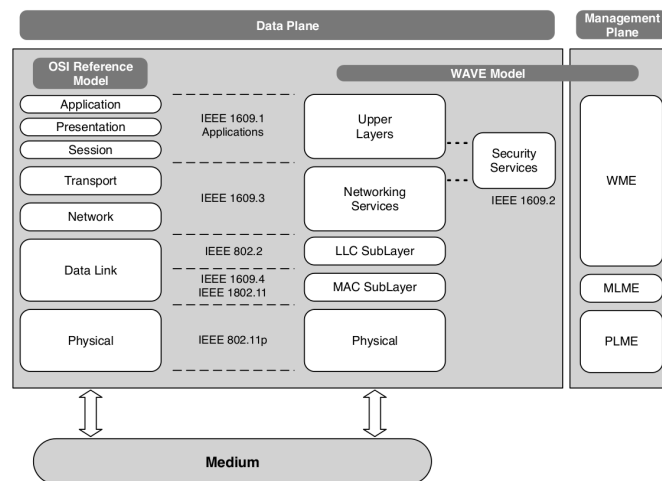 Data Plane
Management
Plane
OSI Reference
Model
WAVE Model
Application
Presentation
Session
Transport
Network
Data Link
Physical
IEEE 1609.1
Applications
IEEE 1609.3
IEEE 802.2
IEEE 1609.4
IEEE 1802.11
IEEE 802.11p
Upper
Layers
Networking
Services
LLC SubLayer
MAC SubLayer
Physical
Security
Services
IEEE 1609.2
WME
MLME
PLME
Medium